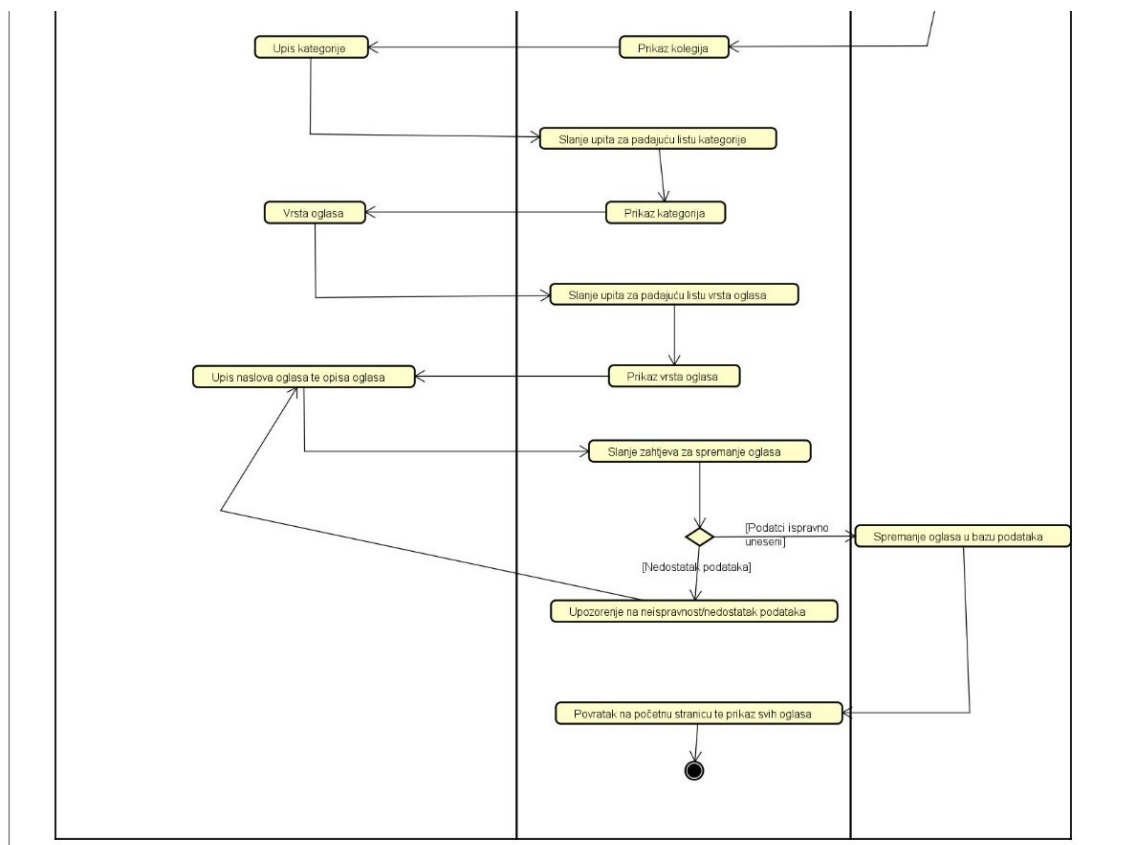 Upis kategorije
Prikaz kolegija
Slanje upita za padajuću listu kategorije
Vrsta oglasa
Prikaz kategorija
Slanje upita za padajuću listu vrsta oglasa
Upis naslova oglasa te opisa oglasa
Prikaz vrsta oglasa
Slanje zahtjeva za spremanje oglasa
[Podatci ispravno
uneseni]
Spremanje oglasa u bazu podataka
[Nedostatak podataka]
Upozorenje na neispravnost/nedostatak podataka
Povratak na početnu stranicu te prikaz svih oglasa